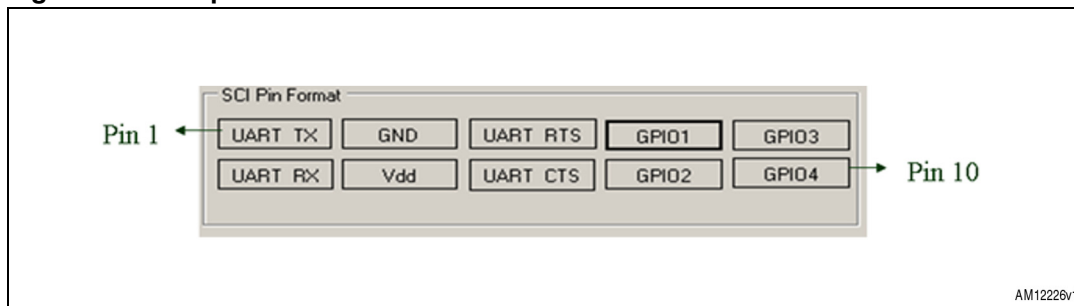 SCI Pin Format
Pin 1 UART TX GND UART RTS GPIO1 GPIO3
UART RX Vdd UART CTS GPIO2 GPIO4 Pin 10